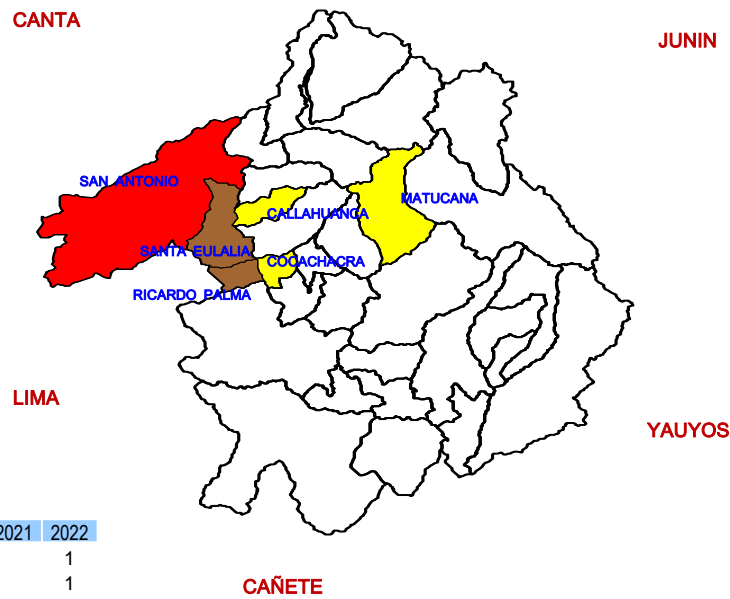 CANTA
JUNIN
SAN ANTONIO
MATUCANA
CALLAHUANCA
SANTA EULALIA
COCACHACRA
RICARDO PALMA
LIMA
YAUYOS
2021 2022
1
1
CAÑETE